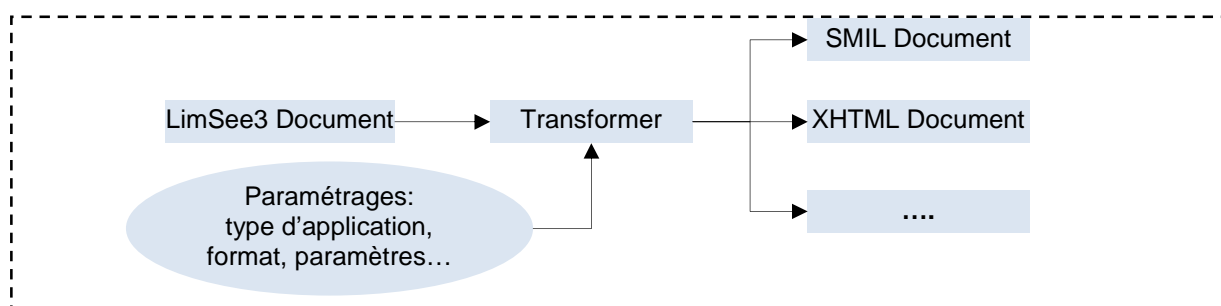 SMIL Document
LimSee3 Document
Transformer
XHTML Document
Paramétrages:
type d’application,
format, paramètres…
….